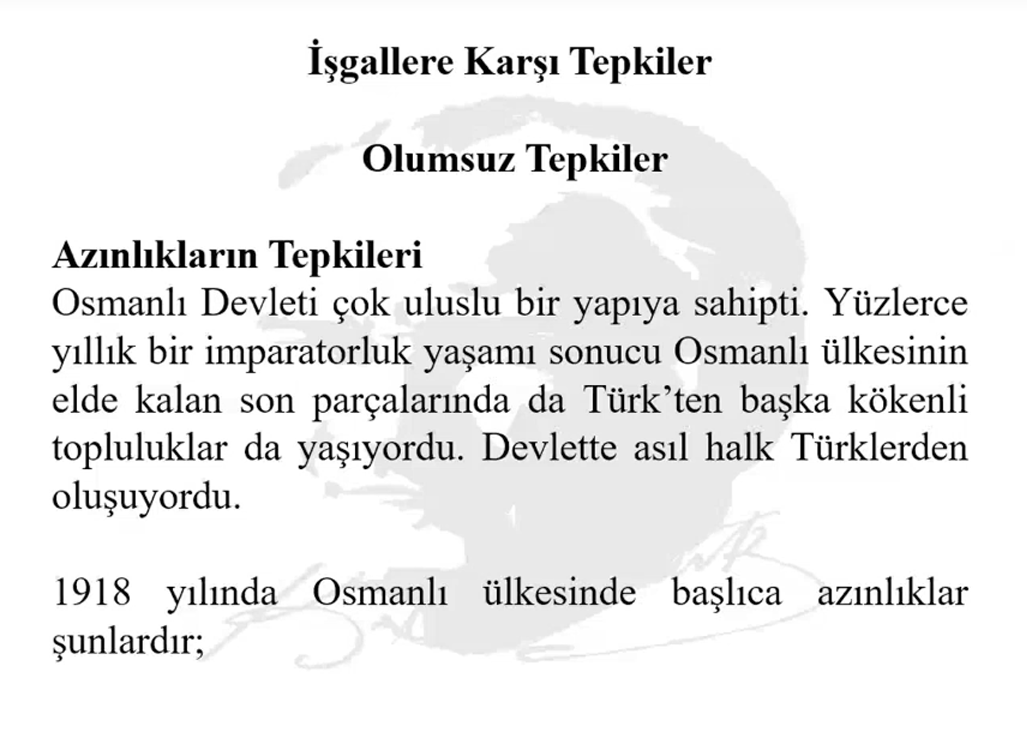 İşgallere Karşı Tepkiler
Olumsuz Tepkiler
Azınlıkların Tepkileri
Osmanlı Devleti çok uluslu bir yapıya sahipti. Yüzlerce
yıllık bir imparatorluk yaşamı sonucu Osmanlı ülkesinin
elde kalan son parçalarında da Türk’ten başka kökenli
topluluklar da yaşıyordu. Devlette asıl halk Türklerden
oluşuyordu.
1918 yılında Osmanlı ülkesinde başlıca azınlıklar
şunlardır;